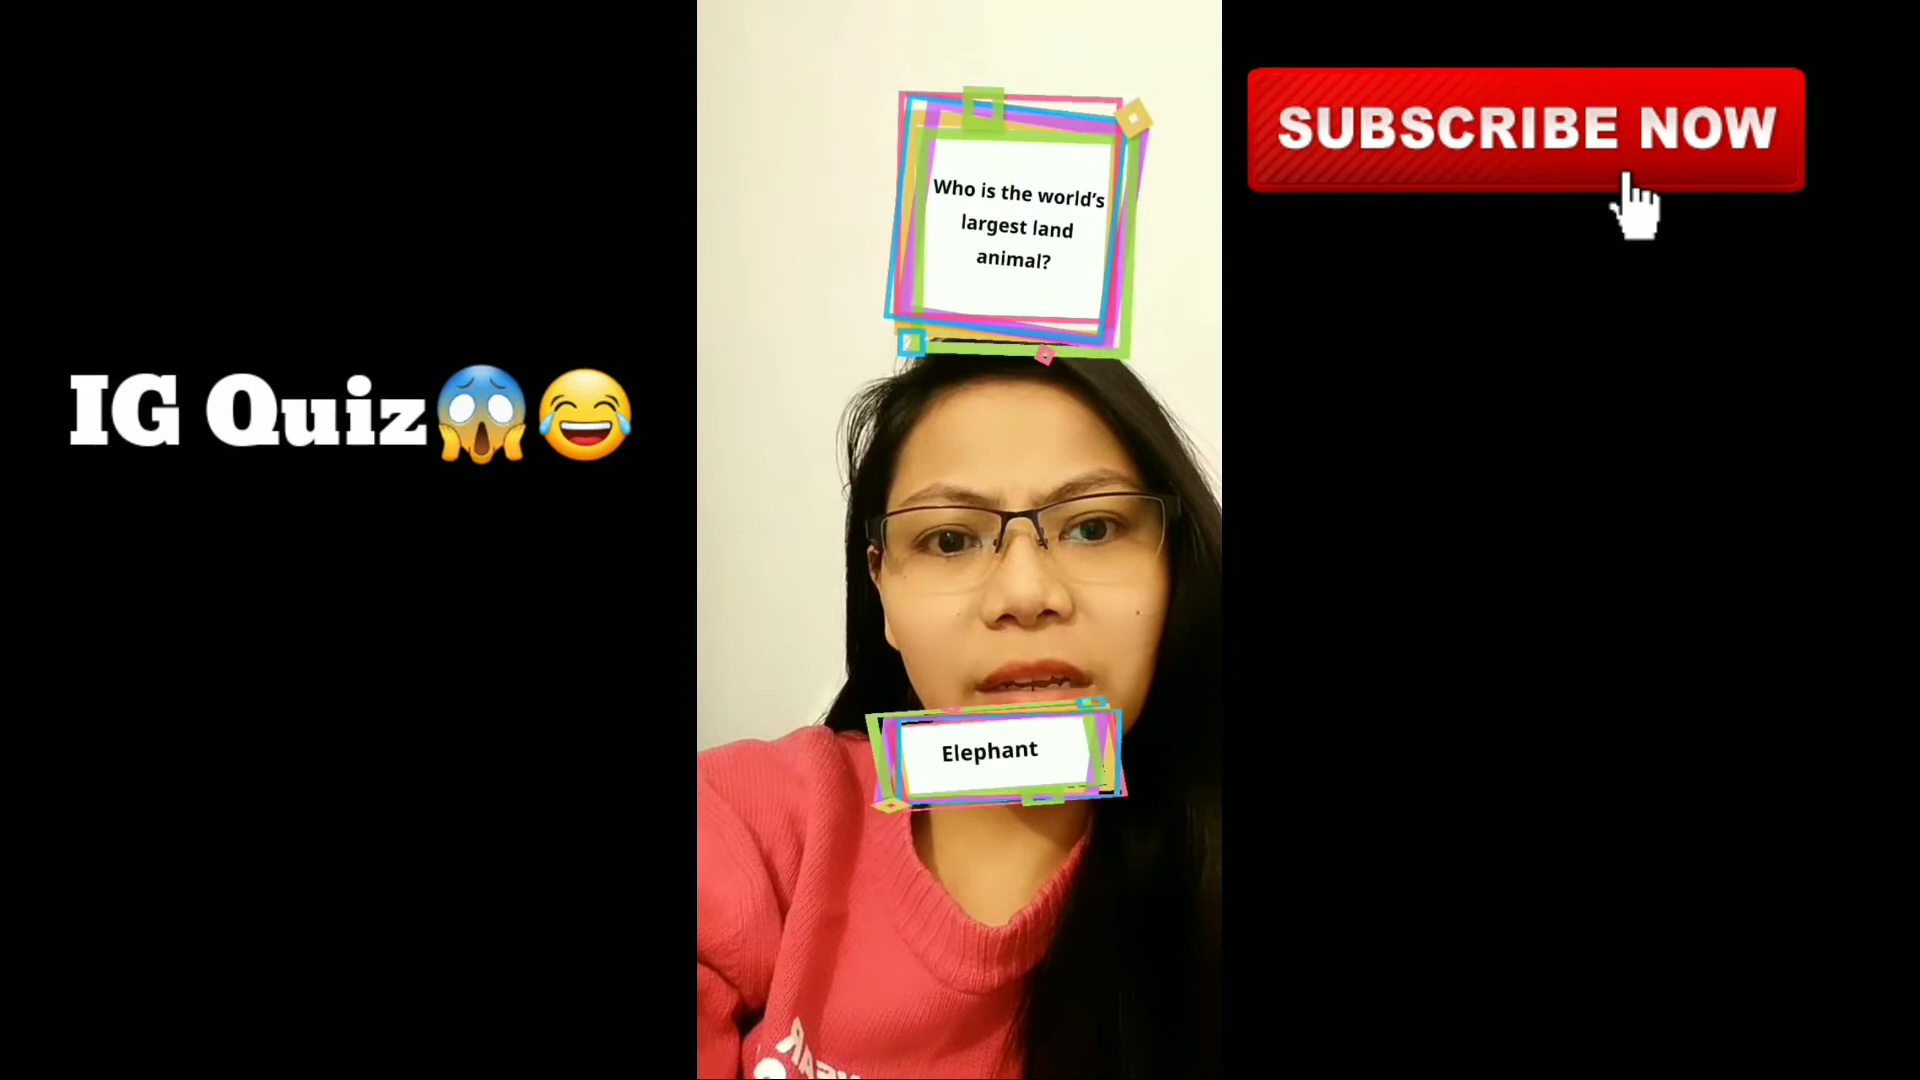 IG Quiz😱😂
Who is the world's
largest land
animal?
Elephant
SUBSCRIBE NOW